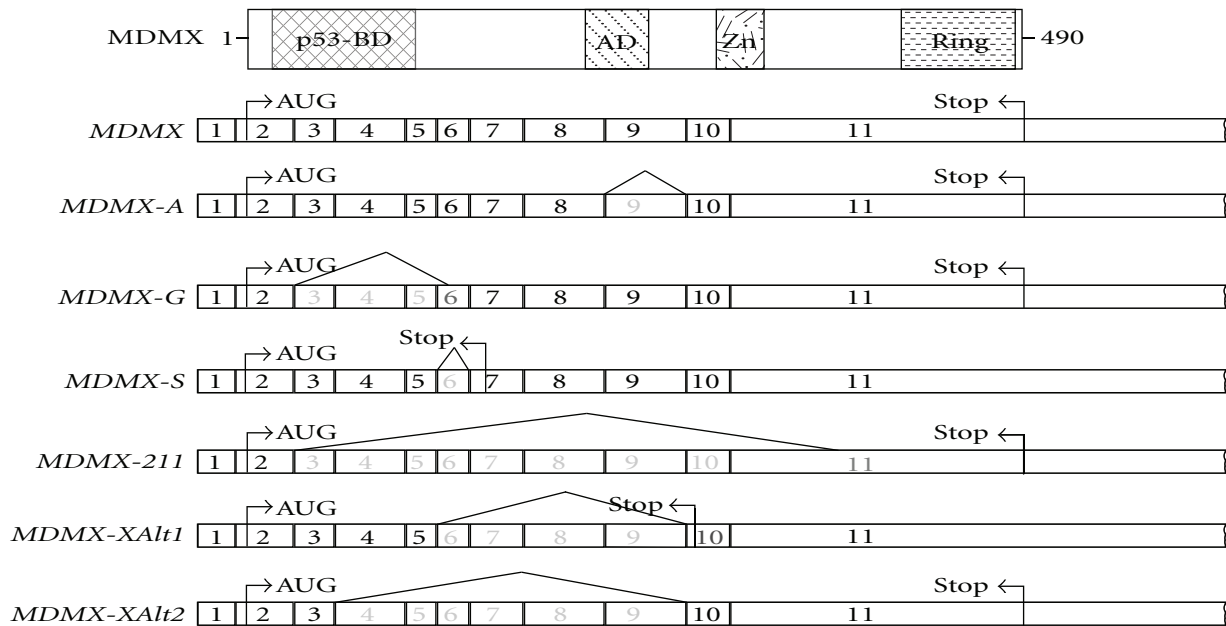 MDMX 1 p53-BD AD Zn Ring 490
AUG Stop
MDMX 1 2 3 4 5 6 7 8 9 10 11
AUG Stop
MDMX-A 1 2 3 4 5 6 7 8 9 10 11
AUG Stop
MDMX-G 1 2 3 4 5 6 7 8 9 10 11
AUG Stop
MDMX-S 1 2 3 4 5 6 7 8 9 10 11
AUG Stop
MDMX-211 1 2 3 4 5 6 7 8 9 10 11
AUG Stop
MDMX-XAlt1 1 2 3 4 5 6 7 8 9 10 11
AUG Stop
MDMX-XAlt2 1 2 3 4 5 6 7 8 9 10 11